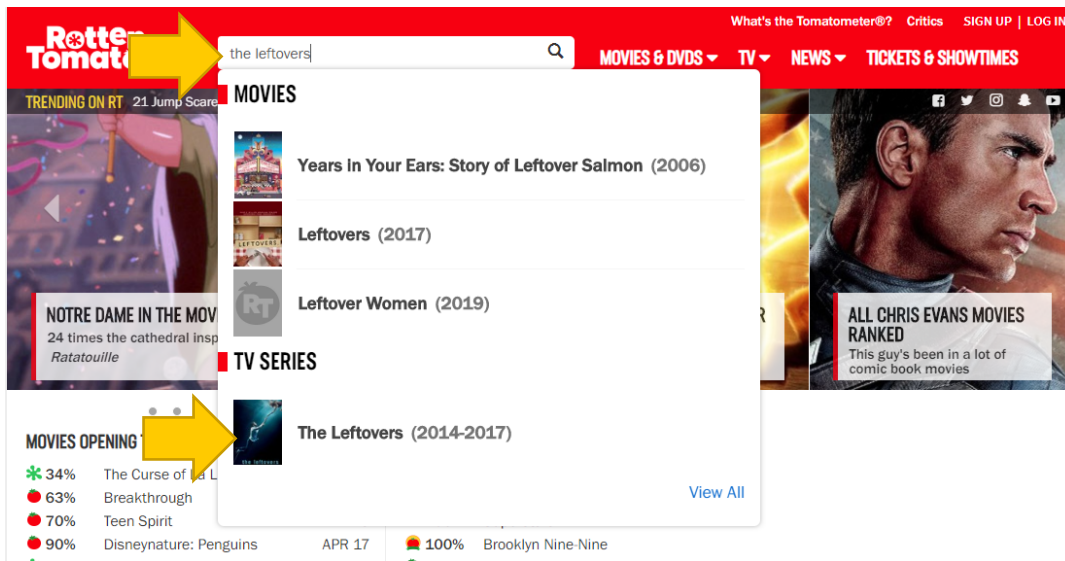 What's the Tomatometer®? Critics SIGN UP | LOG IN
Rotten
the leftovers
MOVIES & DVDS TV NEWS TICKETS & SHOWTIMES
TRENDING ON RT 21 Jump Scare
MOVIES
Years in Your Ears: Story of Leftover Salmon (2006)
LEFTOVERS
Leftovers (2017)
RT
Leftover Women (2019)
NOTRE DAME IN THE MOV
24 times the cathedral insp
Ratatouille
ALL CHRIS EVANS MOVIES
RANKED
This guy's been in a lot of
comic book movies
TV SERIES
The Leftovers (2014-2017)
the leftovers
MOVIES OPENING
View All
34% The Curse of La L
63% Breakthrough
70% Teen Spirit
90% Disneynature: Penguins APR 17
100% Brooklyn Nine-Nine